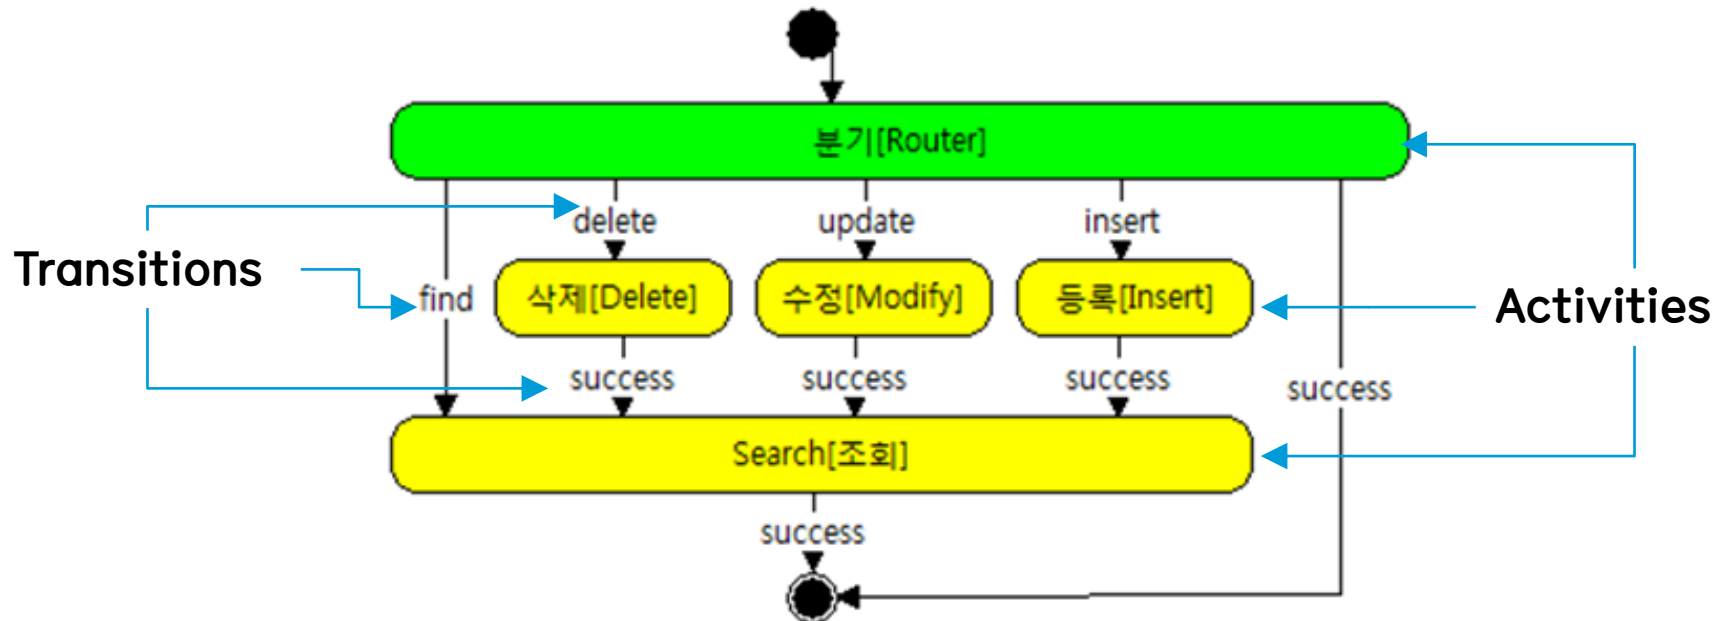 분기[Router]
delete
update
insert
Transitions
find
삭제[Delete]
수정[Modify]
등록[Insert]
Activities
success
success
success
success
Search[조회]
success